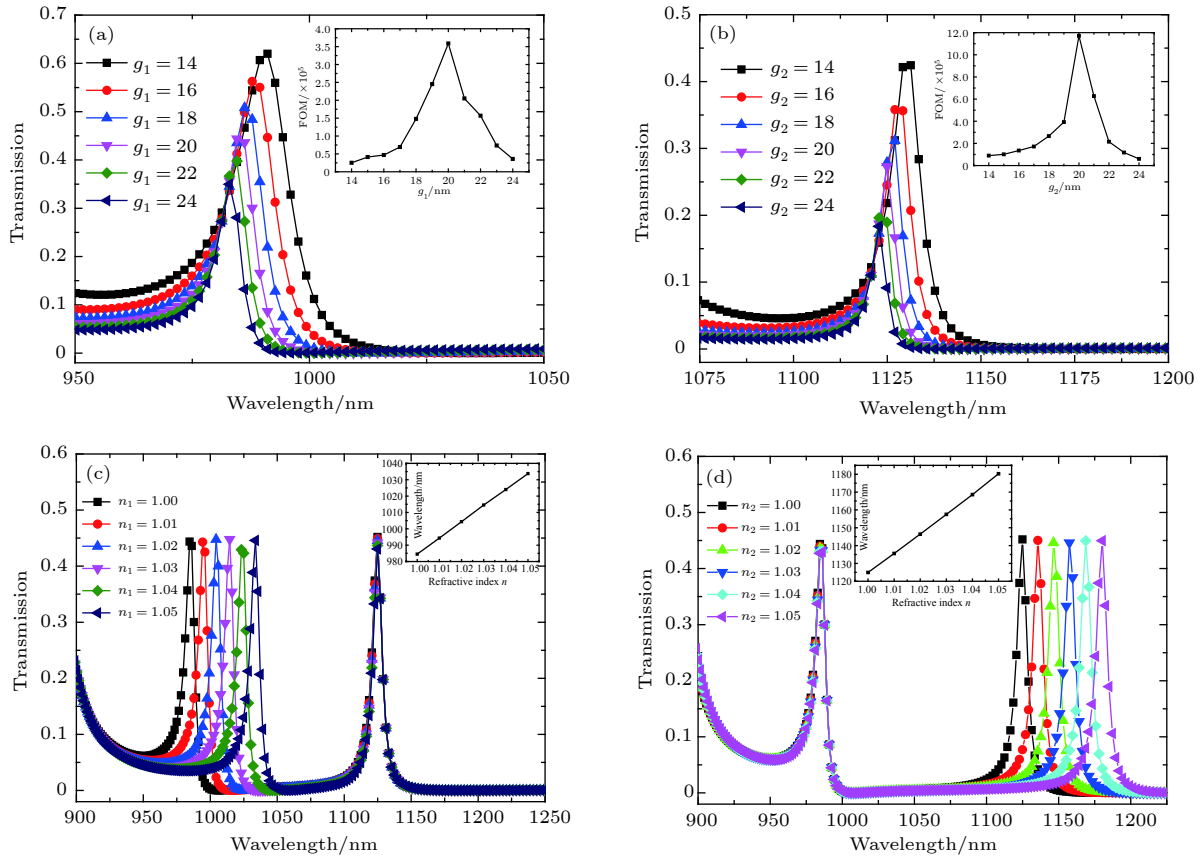 (a)
g1 = 14
g1 = 16
g1 = 18
g1 = 20
g1 = 22
g1 = 24
Transmission
0.7
0.6
0.5
0.4
0.3
0.2
0.1
0
950 1000 1050
Wavelength/nm
FOM/×10^5
4.0
3.5
3.0
2.5
2.0
1.5
1.0
0.5
0
14 16 18 20 22 24
g1/nm
(b)
g2 = 14
g2 = 16
g2 = 18
g2 = 20
g2 = 22
g2 = 24
Transmission
0.5
0.4
0.3
0.2
0.1
0
1075 1100 1125 1150 1175 1200
Wavelength/nm
FOM/×10^5
12.0
10.0
8.0
6.0
4.0
2.0
0
14 16 18 20 22 24
g2/nm
(c)
n1 = 1.00
n1 = 1.01
n1 = 1.02
n1 = 1.03
n1 = 1.04
n1 = 1.05
Transmission
0.6
0.5
0.4
0.3
0.2
0.1
0
900 950 1000 1050 1100 1150 1200 1250
Wavelength/nm
Wavelength/nm
1040
1030
1020
1010
1000
990
980
1.00 1.01 1.02 1.03 1.04 1.05
Refractive index n
(d)
n2 = 1.00
n2 = 1.01
n2 = 1.02
n2 = 1.03
n2 = 1.04
n2 = 1.05
Transmission
0.6
0.5
0.4
0.3
0.2
0.1
0
900 950 1000 1050 1100 1150 1200
Wavelength/nm
Wavelength/nm
1180
1170
1160
1150
1140
1130
1120
1.00 1.01 1.02 1.03 1.04 1.05
Refractive index n